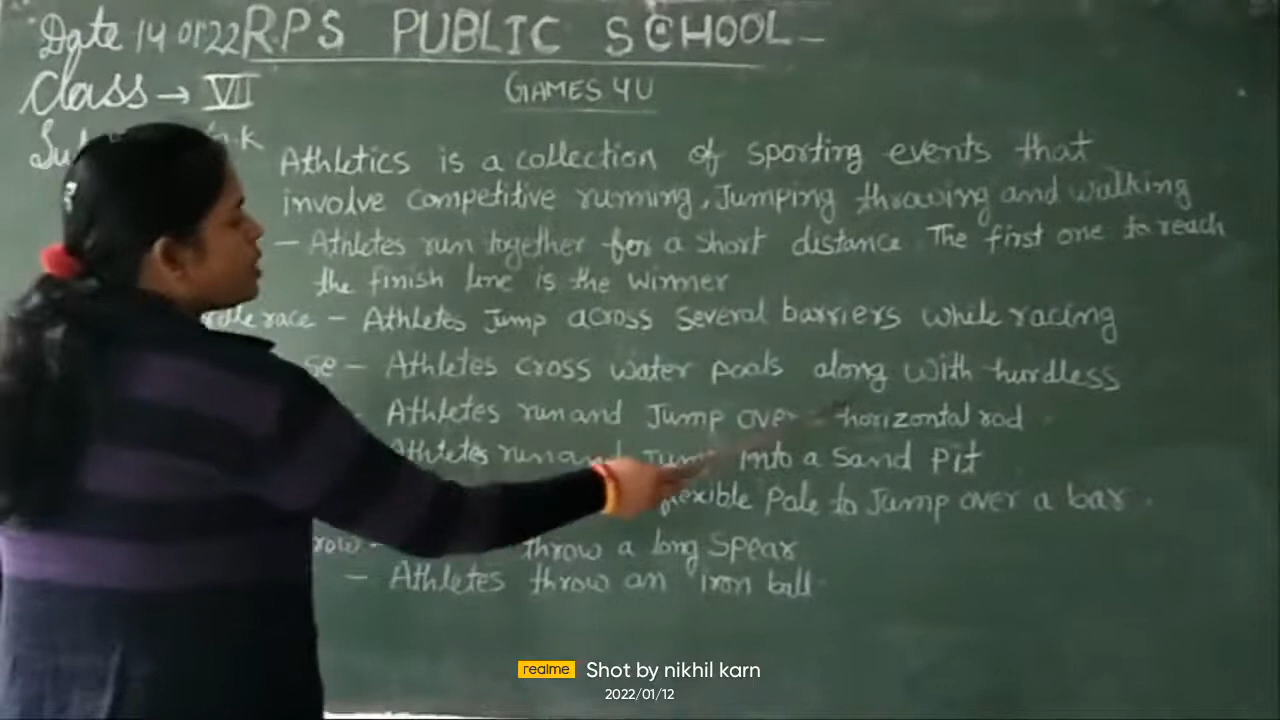 Date 14 01 22 R.P.S PUBLIC SCHOOL
Class → VII
GAMES 4U
Athletics is a collection of sporting events that
involve competitive running, Jumping throwing and walking
- Athletes run together for a short distance The first one to reach
the finish line is the winner
race - Athletes Jump across several barriers while racing
se - Athletes cross water pools along with hurdless
Athletes run and Jump over horizontal rod
Athletes run and Jump into a sand pit
flexible Pole to Jump over a bar
row - throw a long spear
- Athletes throw an iron ball
realme Shot by nikhil karn
2022/01/12